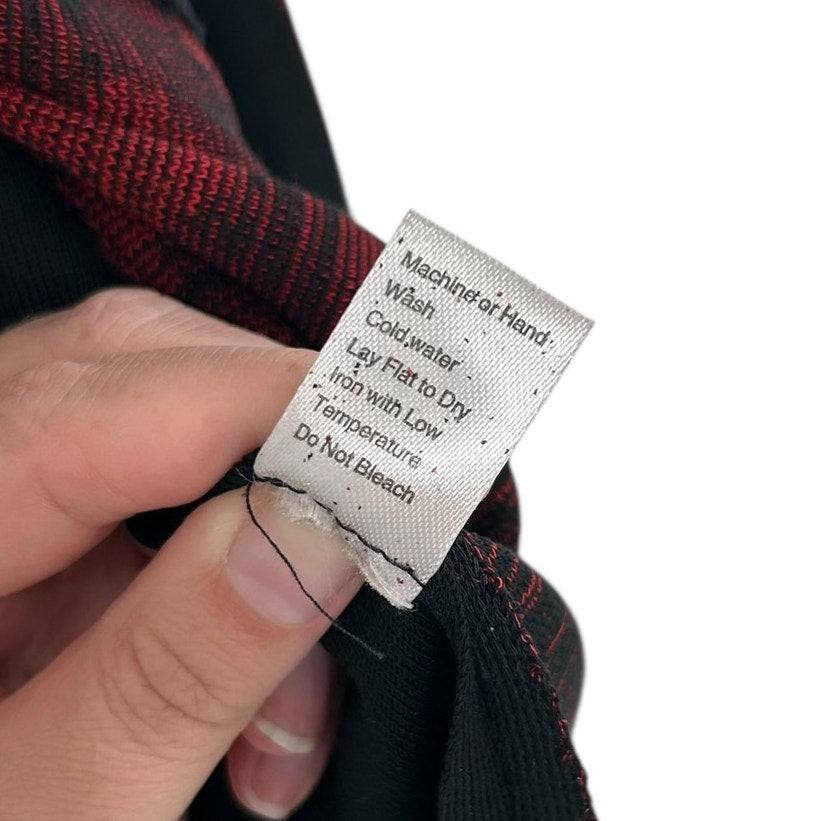 Machine or Hand
Wash
Cold water
Lay Flat to Dry
Iron with Low
Temperature
Do Not Bleach